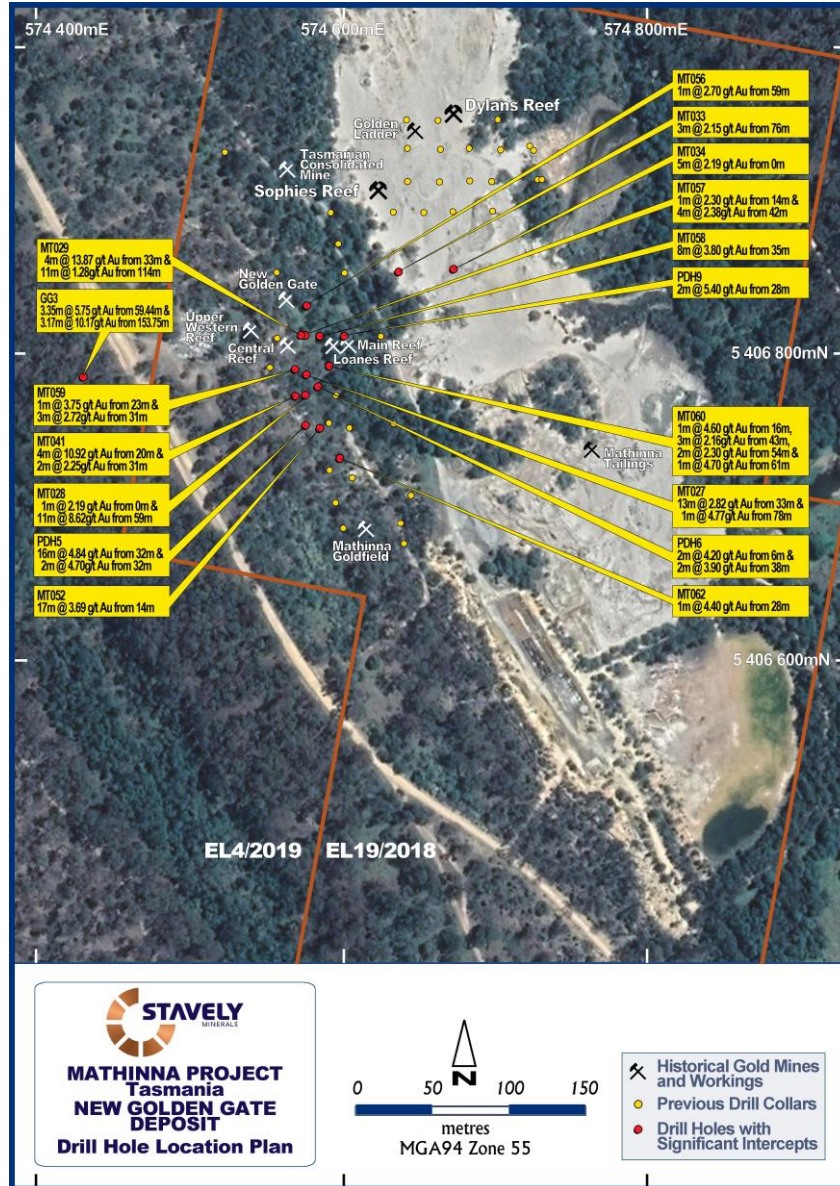 574 400mE
574 600mE
574 800mE
MT056
1m @ 2.70 g/t Au from 59m
MT033
3m @ 2.15 g/t Au from 76m
MT034
5m @ 2.19 g/t Au from 0m
MT057
1m @ 2.30 g/t Au from 14m &
4m @ 2.38g/t Au from 42m
MT058
8m @ 3.80 g/t Au from 35m
PDH9
2m @ 5.40 g/t Au from 28m
Dylans Reef
Golden
Ladder
Tasmanian
Consolidated
Mine
Sophies Reef
MT029
4m @ 13.87 g/t Au from 33m &
11m @ 1.28g/t Au from 114m
GG3
3.35m @ 5.75 g/t Au from 59.44m &
3.17m @ 10.17g/t Au from 153.75m
New
Golden Gate
Upper
Western
Reef
Central
Reef
Main Reef
Loanes Reef
5 406 800mN
MT059
1m @ 3.75 g/t Au from 23m &
3m @ 2.72g/t Au from 31m
MT041
4m @ 10.92 g/t Au from 20m &
2m @ 2.25g/t Au from 31m
MT028
1m @ 2.19 g/t Au from 0m &
11m @ 8.62g/t Au from 59m
PDH5
16m @ 4.84 g/t Au from 32m &
2m @ 4.70g/t Au from 32m
MT052
17m @ 3.69 g/t Au from 14m
MT060
1m @ 4.60 g/t Au from 16m,
3m @ 2.16g/t Au from 43m,
2m @ 2.30 g/t Au from 54m &
1m @ 4.70 g/t Au from 61m
MT027
13m @ 2.82 g/t Au from 33m &
1m @ 4.77g/t Au from 78m
PDH6
2m @ 4.20 g/t Au from 6m &
2m @ 3.90 g/t Au from 38m
MT062
1m @ 4.40 g/t Au from 28m
Mathinna
Tailings
Mathinna
Goldfield
5 406 600mN
EL4/2019
EL19/2018
STAVELY
MINERALS
MATHINNA PROJECT
Tasmania
NEW GOLDEN GATE
DEPOSIT
Drill Hole Location Plan
N
0 50 100 150
metres
MGA94 Zone 55
Historical Gold Mines
and Workings
Previous Drill Collars
Drill Holes with
Significant Intercepts